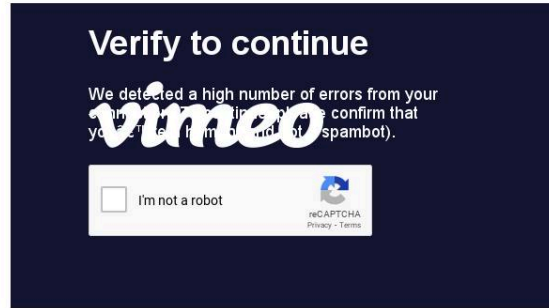 Verify to continue
We detected a high number of errors from your
confirm that
spambot).
vimeo
I'm not a robot
reCAPTCHA
Privacy - Terms